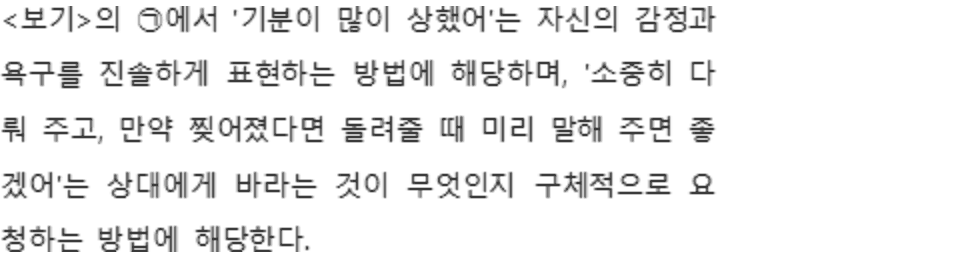 <보기>의 ㉠에서 '기분이 많이 상했어'는 자신의 감정과
욕구를 진솔하게 표현하는 방법에 해당하며, '소중히 다
뤄 주고, 만약 찢어졌다면 돌려줄 때 미리 말해 주면 좋
겠어'는 상대에게 바라는 것이 무엇인지 구체적으로 요
청하는 방법에 해당한다.